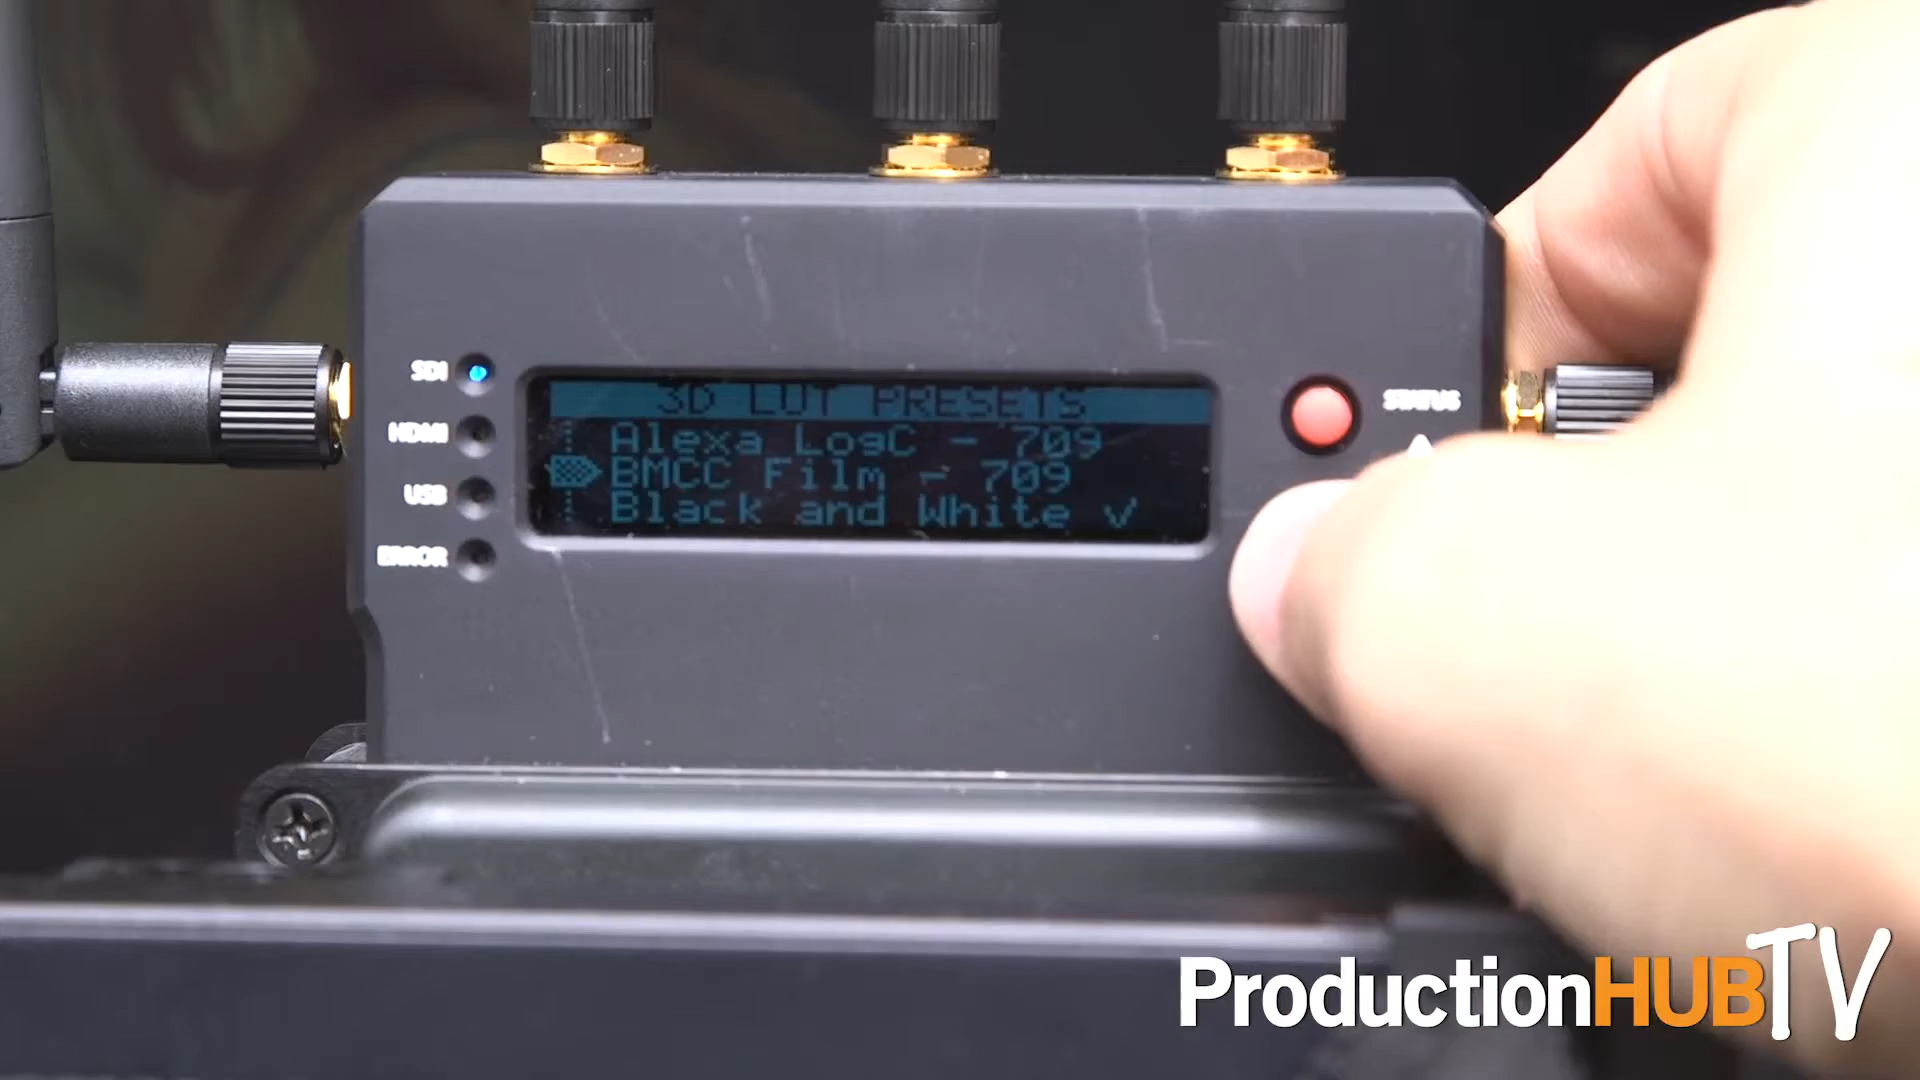 SDI
HDMI
USB
ERROR
3D LUT PRESETS
Alexa LogC - 709
BMCC Film - 709
Black and White ✓
STATUS
ProductionHUBTV